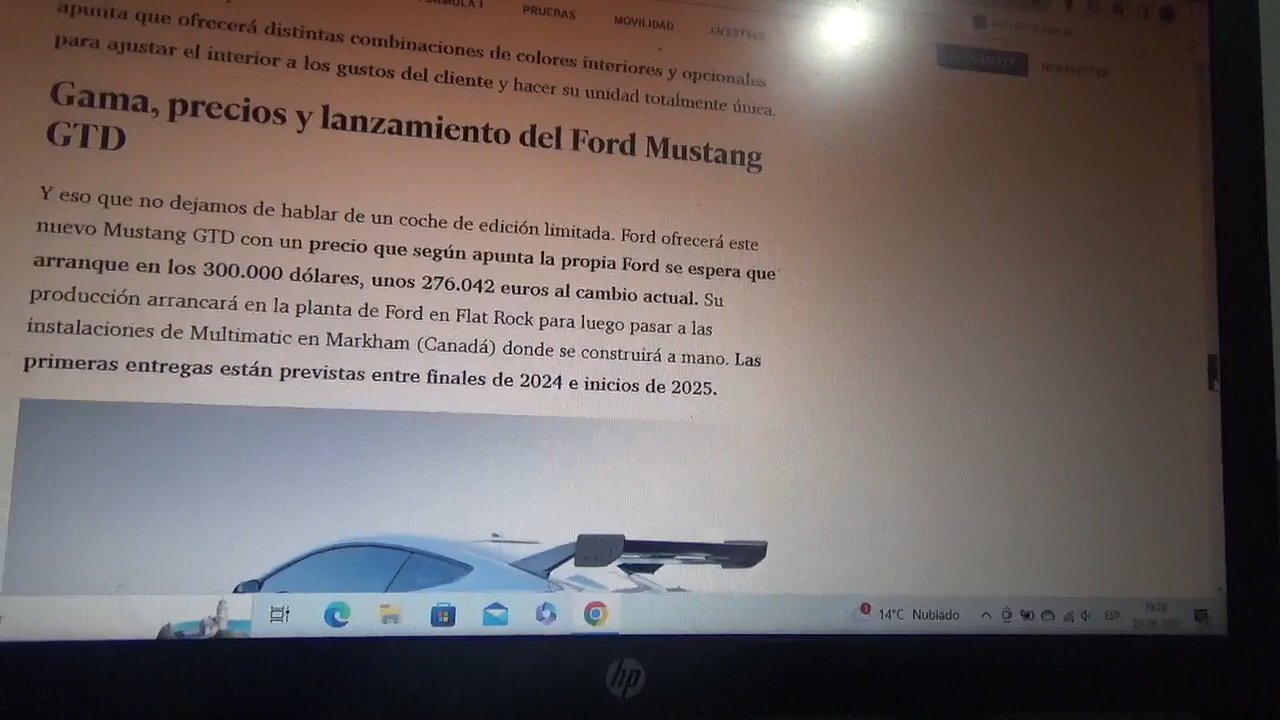 PRUEBAS
MOVILIDAD
apunta que ofrecerá distintas combinaciones de colores interiores y opcionales
para ajustar el interior a los gustos del cliente y hacer su unidad totalmente única.
Gama, precios y lanzamiento del Ford Mustang
GTD
Y eso que no dejamos de hablar de un coche de edición limitada. Ford ofrecerá este
nuevo Mustang GTD con un precio que según apunta la propia Ford se espera que
arranque en los 300.000 dólares, unos 276.042 euros al cambio actual. Su
producción arrancará en la planta de Ford en Flat Rock para luego pasar a las
instalaciones de Multimatic en Markham (Canadá) donde se construirá a mano. Las
primeras entregas están previstas entre finales de 2024 e inicios de 2025.
1
14°C Nublado
ESP
hp